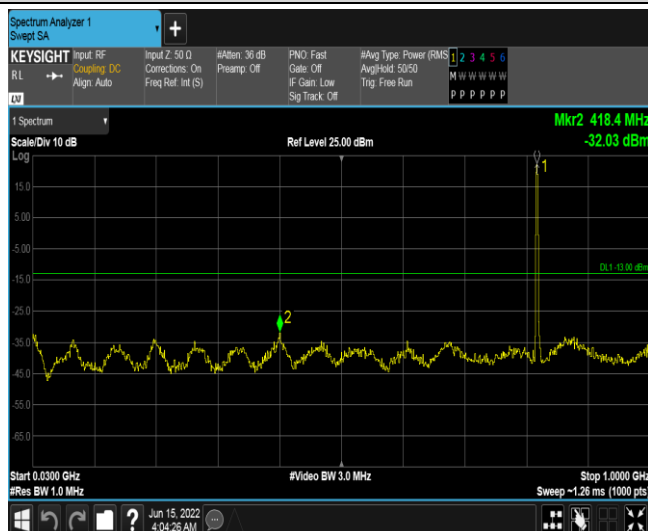 Spectrum Analyzer 1
Swept SA
+
KEYSIGHT
RL
LXI
Input: RF
Coupling: DC
Align: Auto
Input Z: 50 Ω
Corrections: On
Freq Ref: Int (S)
#Atten: 36 dB
Preamp: Off
PNO: Fast
Gate: Off
IF Gain: Low
Sig Track: Off
#Avg Type: Power (RMS
Avg|Hold: 50/50
Trig: Free Run
1 2 3 4 5 6
M W W W W W
P P P P P P
1 Spectrum
Mkr2 418.4 MHz
-32.03 dBm
Scale/Div 10 dB
Ref Level 25.00 dBm
Log
15.0
5.00
-5.00
-15.0
-25.0
-35.0
-45.0
-55.0
-65.0
1
DL1 -13.00 dBm
2
Start 0.0300 GHz
#Video BW 3.0 MHz
Stop 1.0000 GHz
#Res BW 1.0 MHz
Sweep ~1.26 ms (1000 pts)
?
Jun 15, 2022
4:04:26 AM